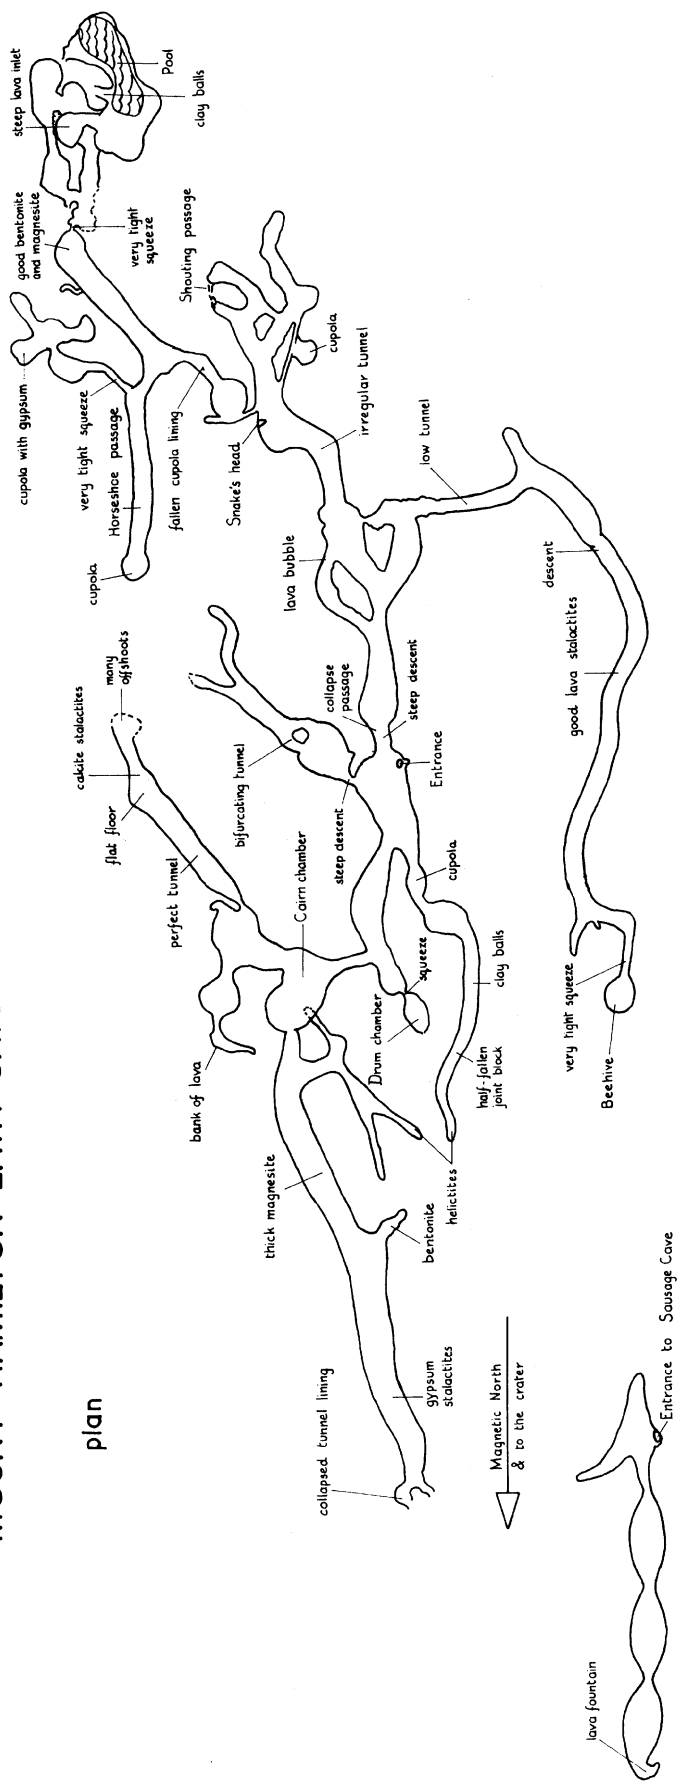 plan
cupola with gypsum
steep lava inlet
good bentonite
and magnesite
Pool
clay balls
very tight
squeeze
very tight squeeze
Horseshoe passage
cupola
fallen cupola lining
Shouting passage
Snake's head
cupola
irregular tunnel
low tunnel
lava bubble
many
offshoots
calcite stalactites
flat floor
perfect tunnel
bifurcating tunnel
collapse
passage
steep descent
steep descent
Entrance
Cairn chamber
cupola
squeeze
Drum chamber
clay balls
half-fallen
joint block
bank of lava
helictites
thick magnesite
bentonite
gypsum
stalactites
collapsed tunnel lining
descent
good lava stalactites
very tight squeeze
Beehive
Magnetic North
& to the crater
Entrance to Sausage Cave
lava fountain